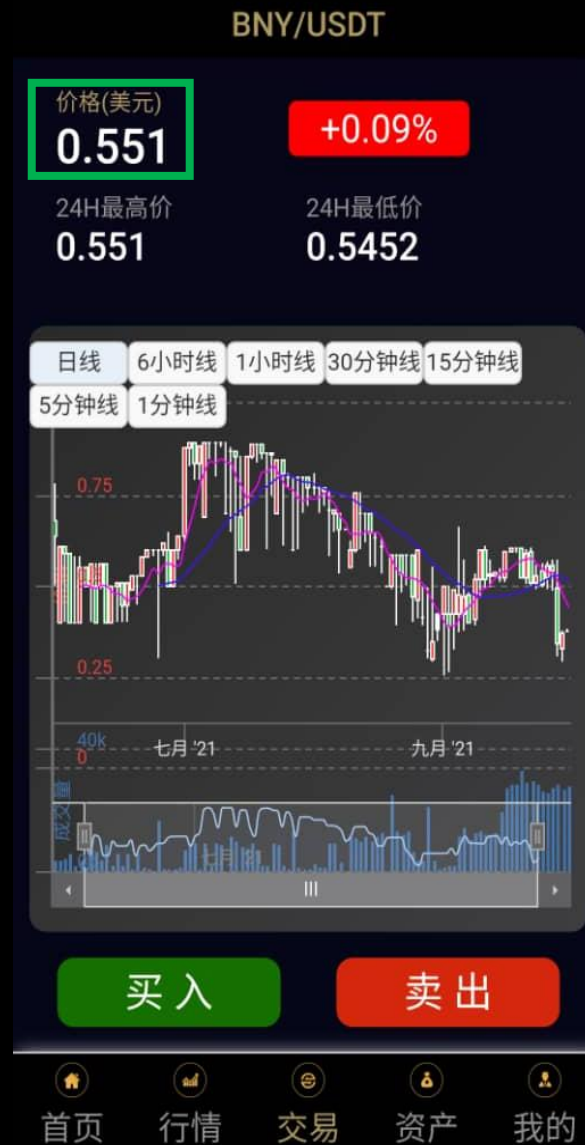 BNY/USDT
价格(美元)
0.551
+0.09%
24H最高价
24H最低价
0.551
0.5452
日线 6小时线 1小时线 30分钟线 15分钟线
5分钟线 1分钟线
0.75
0.25
40k
0
七月 '21
九月 '21
成交量
七月 '21
买入
卖出
首页 行情 交易 资产 我的